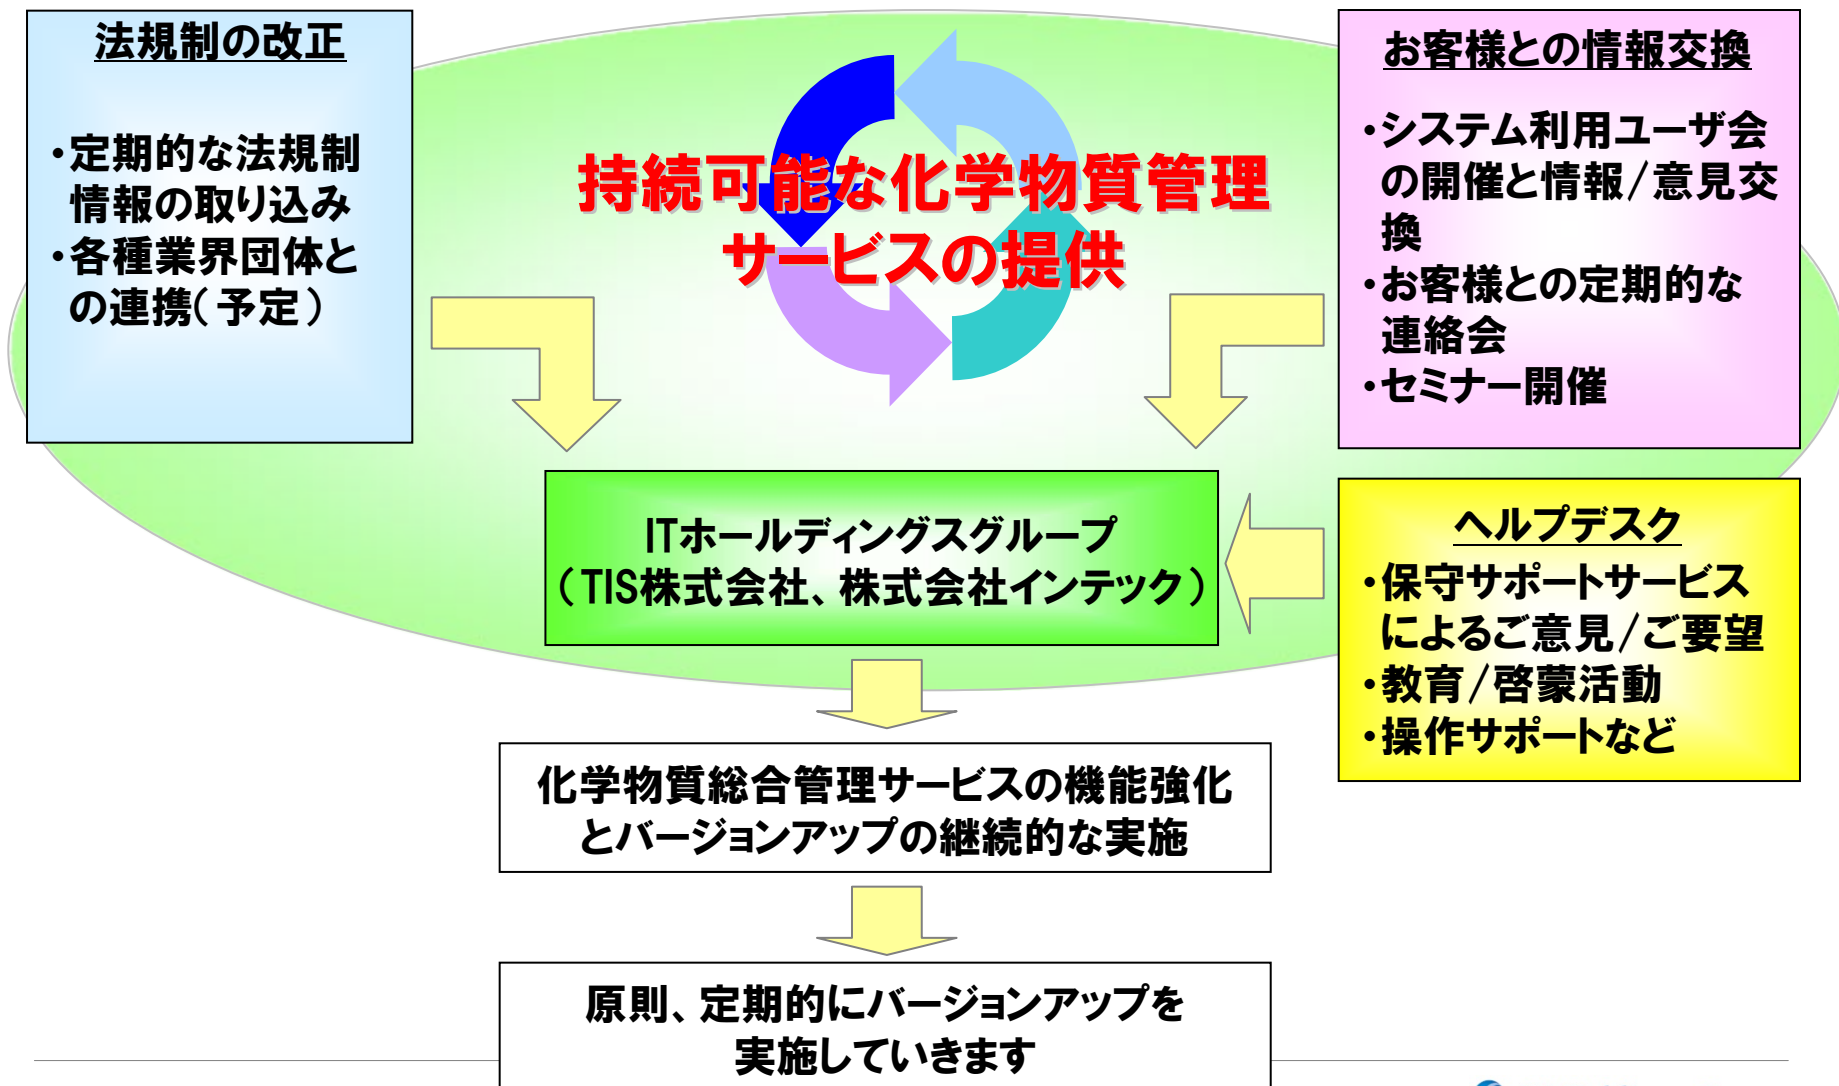 法規制の改正
・定期的な法規制
情報の取り込み
・各種業界団体と
の連携（予定）
持続可能な化学物質管理
サービスの提供
お客様との情報交換
・システム利用ユーザ会
の開催と情報/意見交
換
・お客様との定期的な
連絡会
・セミナー開催
ITホールディングスグループ
（TIS株式会社、株式会社インテック）
ヘルプデスク
・保守サポートサービス
によるご意見/ご要望
・教育/啓蒙活動
・操作サポートなど
化学物質総合管理サービスの機能強化
とバージョンアップの継続的な実施
原則、定期的にバージョンアップを
実施していきます